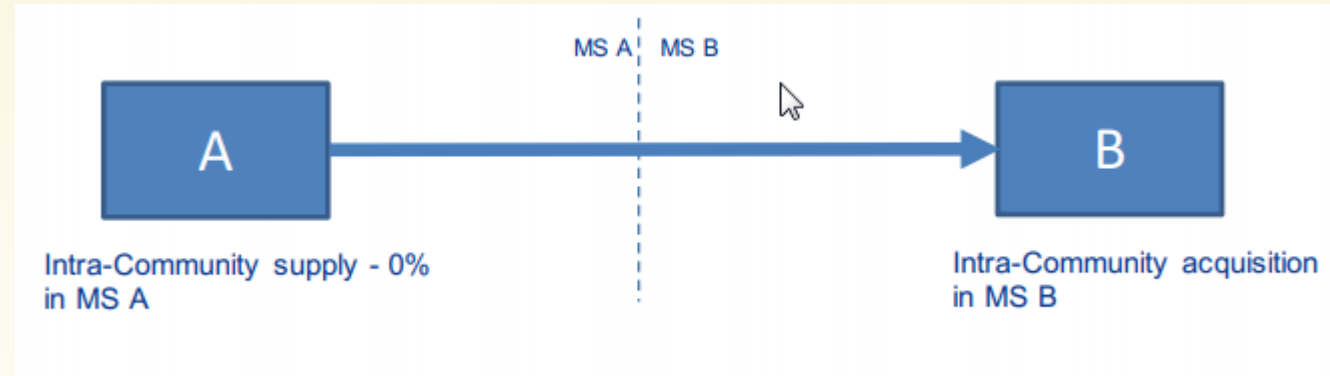 MS A MS B
A
B
Intra-Community supply - 0%
in MS A
Intra-Community acquisition
in MS B